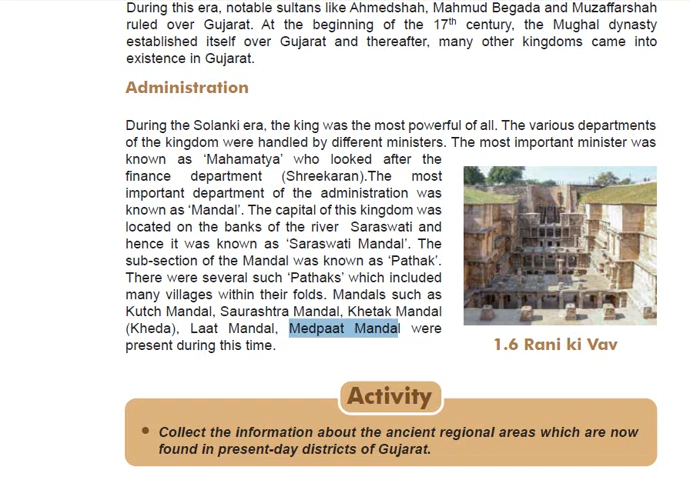 During this era, notable sultans like Ahmedshah, Mahmud Begada and Muzaffarshah
ruled over Gujarat. At the beginning of the 17th century, the Mughal dynasty
established itself over Gujarat and thereafter, many other kingdoms came into
existence in Gujarat.
Administration
During the Solanki era, the king was the most powerful of all. The various departments
of the kingdom were handled by different ministers. The most important minister was
known as ‘Mahamatya’ who looked after the
finance department (Shreekaran).The most
important department of the administration was
known as ‘Mandal’. The capital of this kingdom was
located on the banks of the river Saraswati and
hence it was known as ‘Saraswati Mandal’. The
sub-section of the Mandal was known as ‘Pathak’.
There were several such ‘Pathaks’ which included
many villages within their folds. Mandals such as
Kutch Mandal, Saurashtra Mandal, Khetak Mandal
(Kheda), Laat Mandal, Medpaat Mandal were
present during this time.
1.6 Rani ki Vav
Activity
• Collect the information about the ancient regional areas which are now
found in present-day districts of Gujarat.